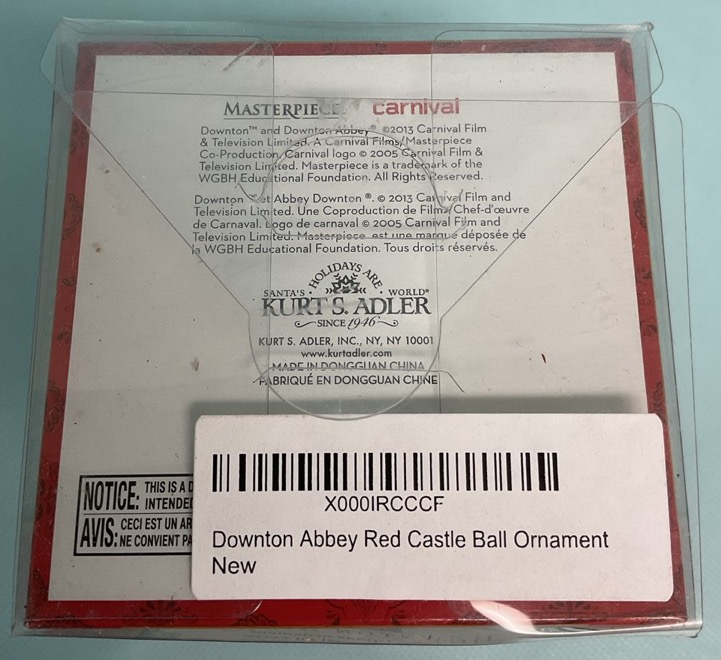 MASTERPIECE carnival
Downton™ and Downton Abbey® ©2013 Carnival Film
& Television Limited. A Carnival Films/Masterpiece
Co-Production, Carnival logo © 2005 Carnival Film &
Television Limited. Masterpiece is a trademark of the
WGBH Educational Foundation. All Rights Reserved.
Downton et Abbey Downton ®. © 2013 Carnival Film and
Television Limited. Une Coproduction de Films/Chef-d'œuvre
de Carnaval. Logo de carnaval © 2005 Carnival Film and
Television Limited. Masterpiece est une marque déposée de
la WGBH Educational Foundation. Tous droits réservés.
HOLIDAYS ARE
SANTA'S WORLD®
KURT S. ADLER
SINCE 1946
KURT S. ADLER, INC., NY, NY 10001
www.kurtadler.com
MADE IN DONGGUAN CHINA
FABRIQUÉ EN DONGGUAN CHINE
NOTICE: THIS IS A
INTENDED
AVIS: CECI EST UN AR
NE CONVIENT PA
X000IRCCCF
Downton Abbey Red Castle Ball Ornament
New